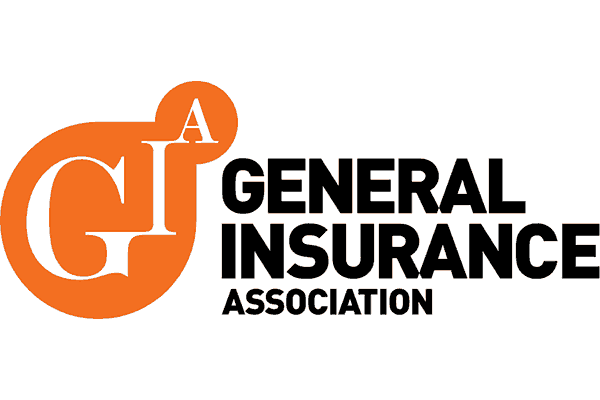 GIA
GENERAL
INSURANCE
ASSOCIATION